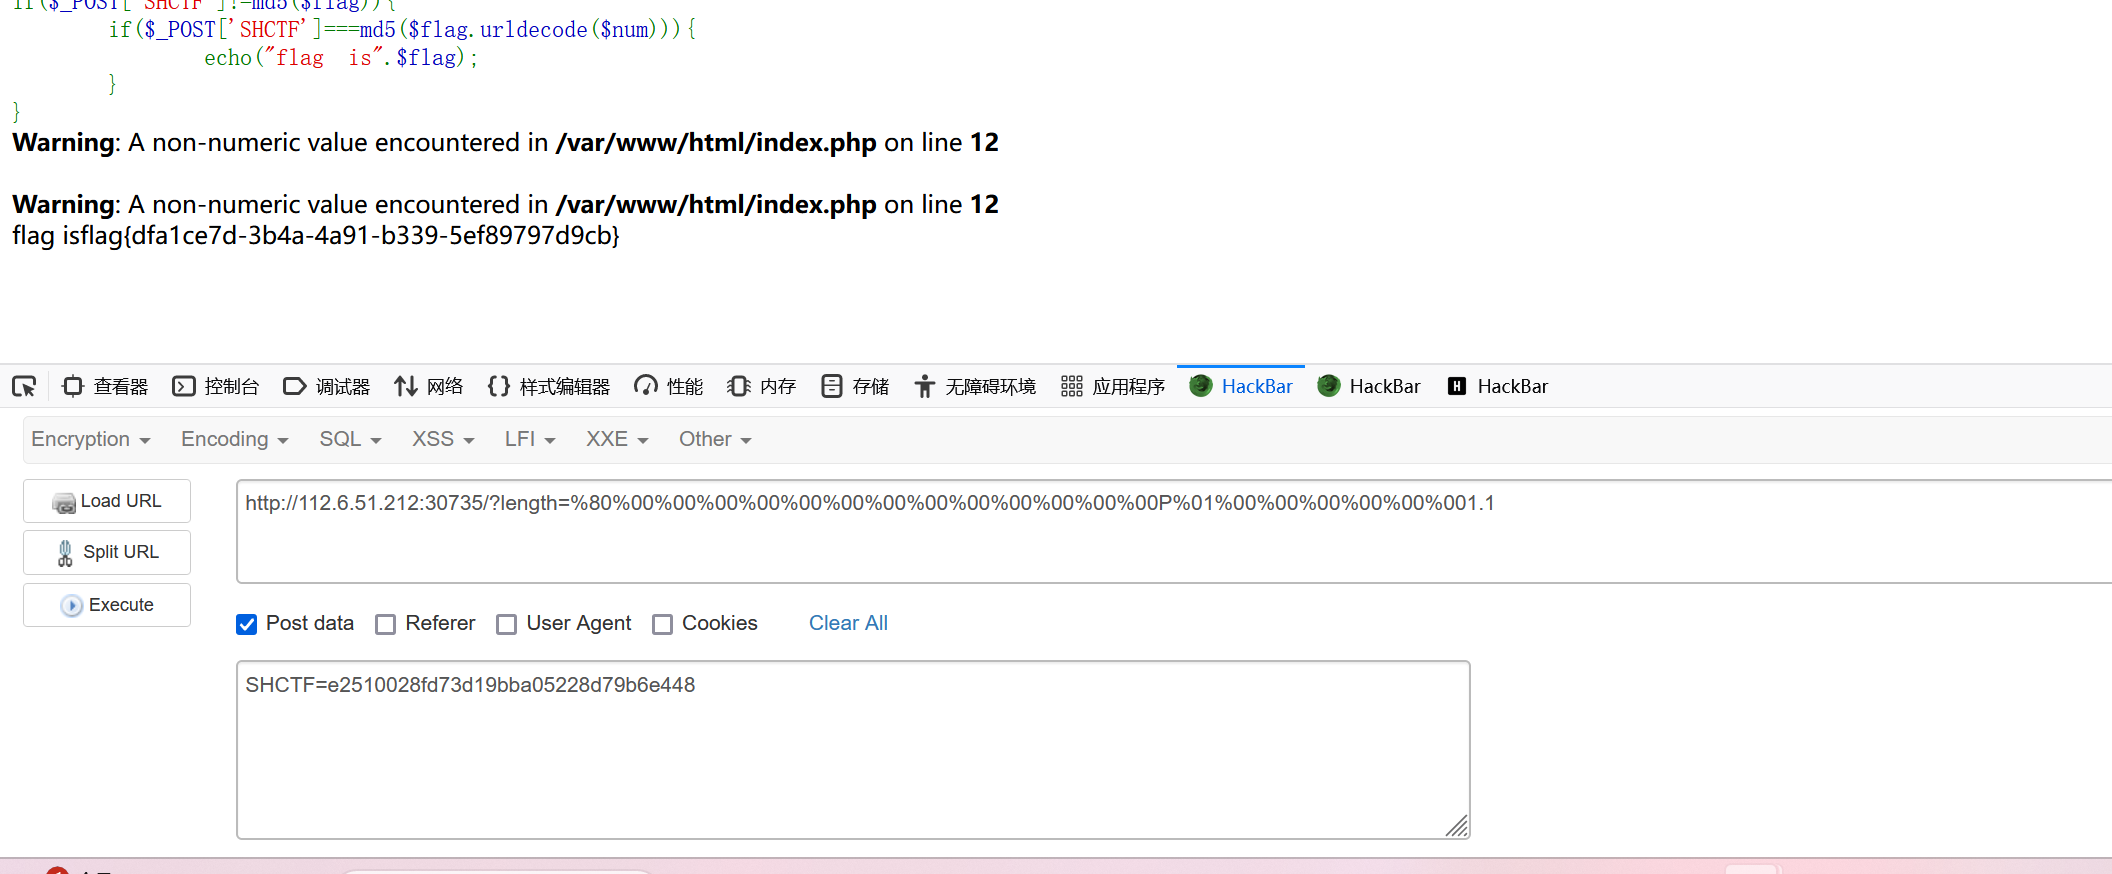 if($_POST['SHCTF']!=md5($flag)){
if($_POST['SHCTF']===md5($flag.urldecode($num))){
echo("flag is".$flag);
}
}
Warning: A non-numeric value encountered in /var/www/html/index.php on line 12
Warning: A non-numeric value encountered in /var/www/html/index.php on line 12
flag isflag{dfa1ce7d-3b4a-4a91-b339-5ef89797d9cb}
查看器 控制台 调试器 网络 样式编辑器 性能 内存 存储 无障碍环境 应用程序 HackBar HackBar HackBar
Encryption Encoding SQL XSS LFI XXE Other
Load URL
http://112.6.51.212:30735/?length=%80%00%00%00%00%00%00%00%00%00%00%00%00%00P%01%00%00%00%00%00%001.1
Split URL
Execute
Post data Referer User Agent Cookies Clear All
SHCTF=e2510028fd73d19bba05228d79b6e448